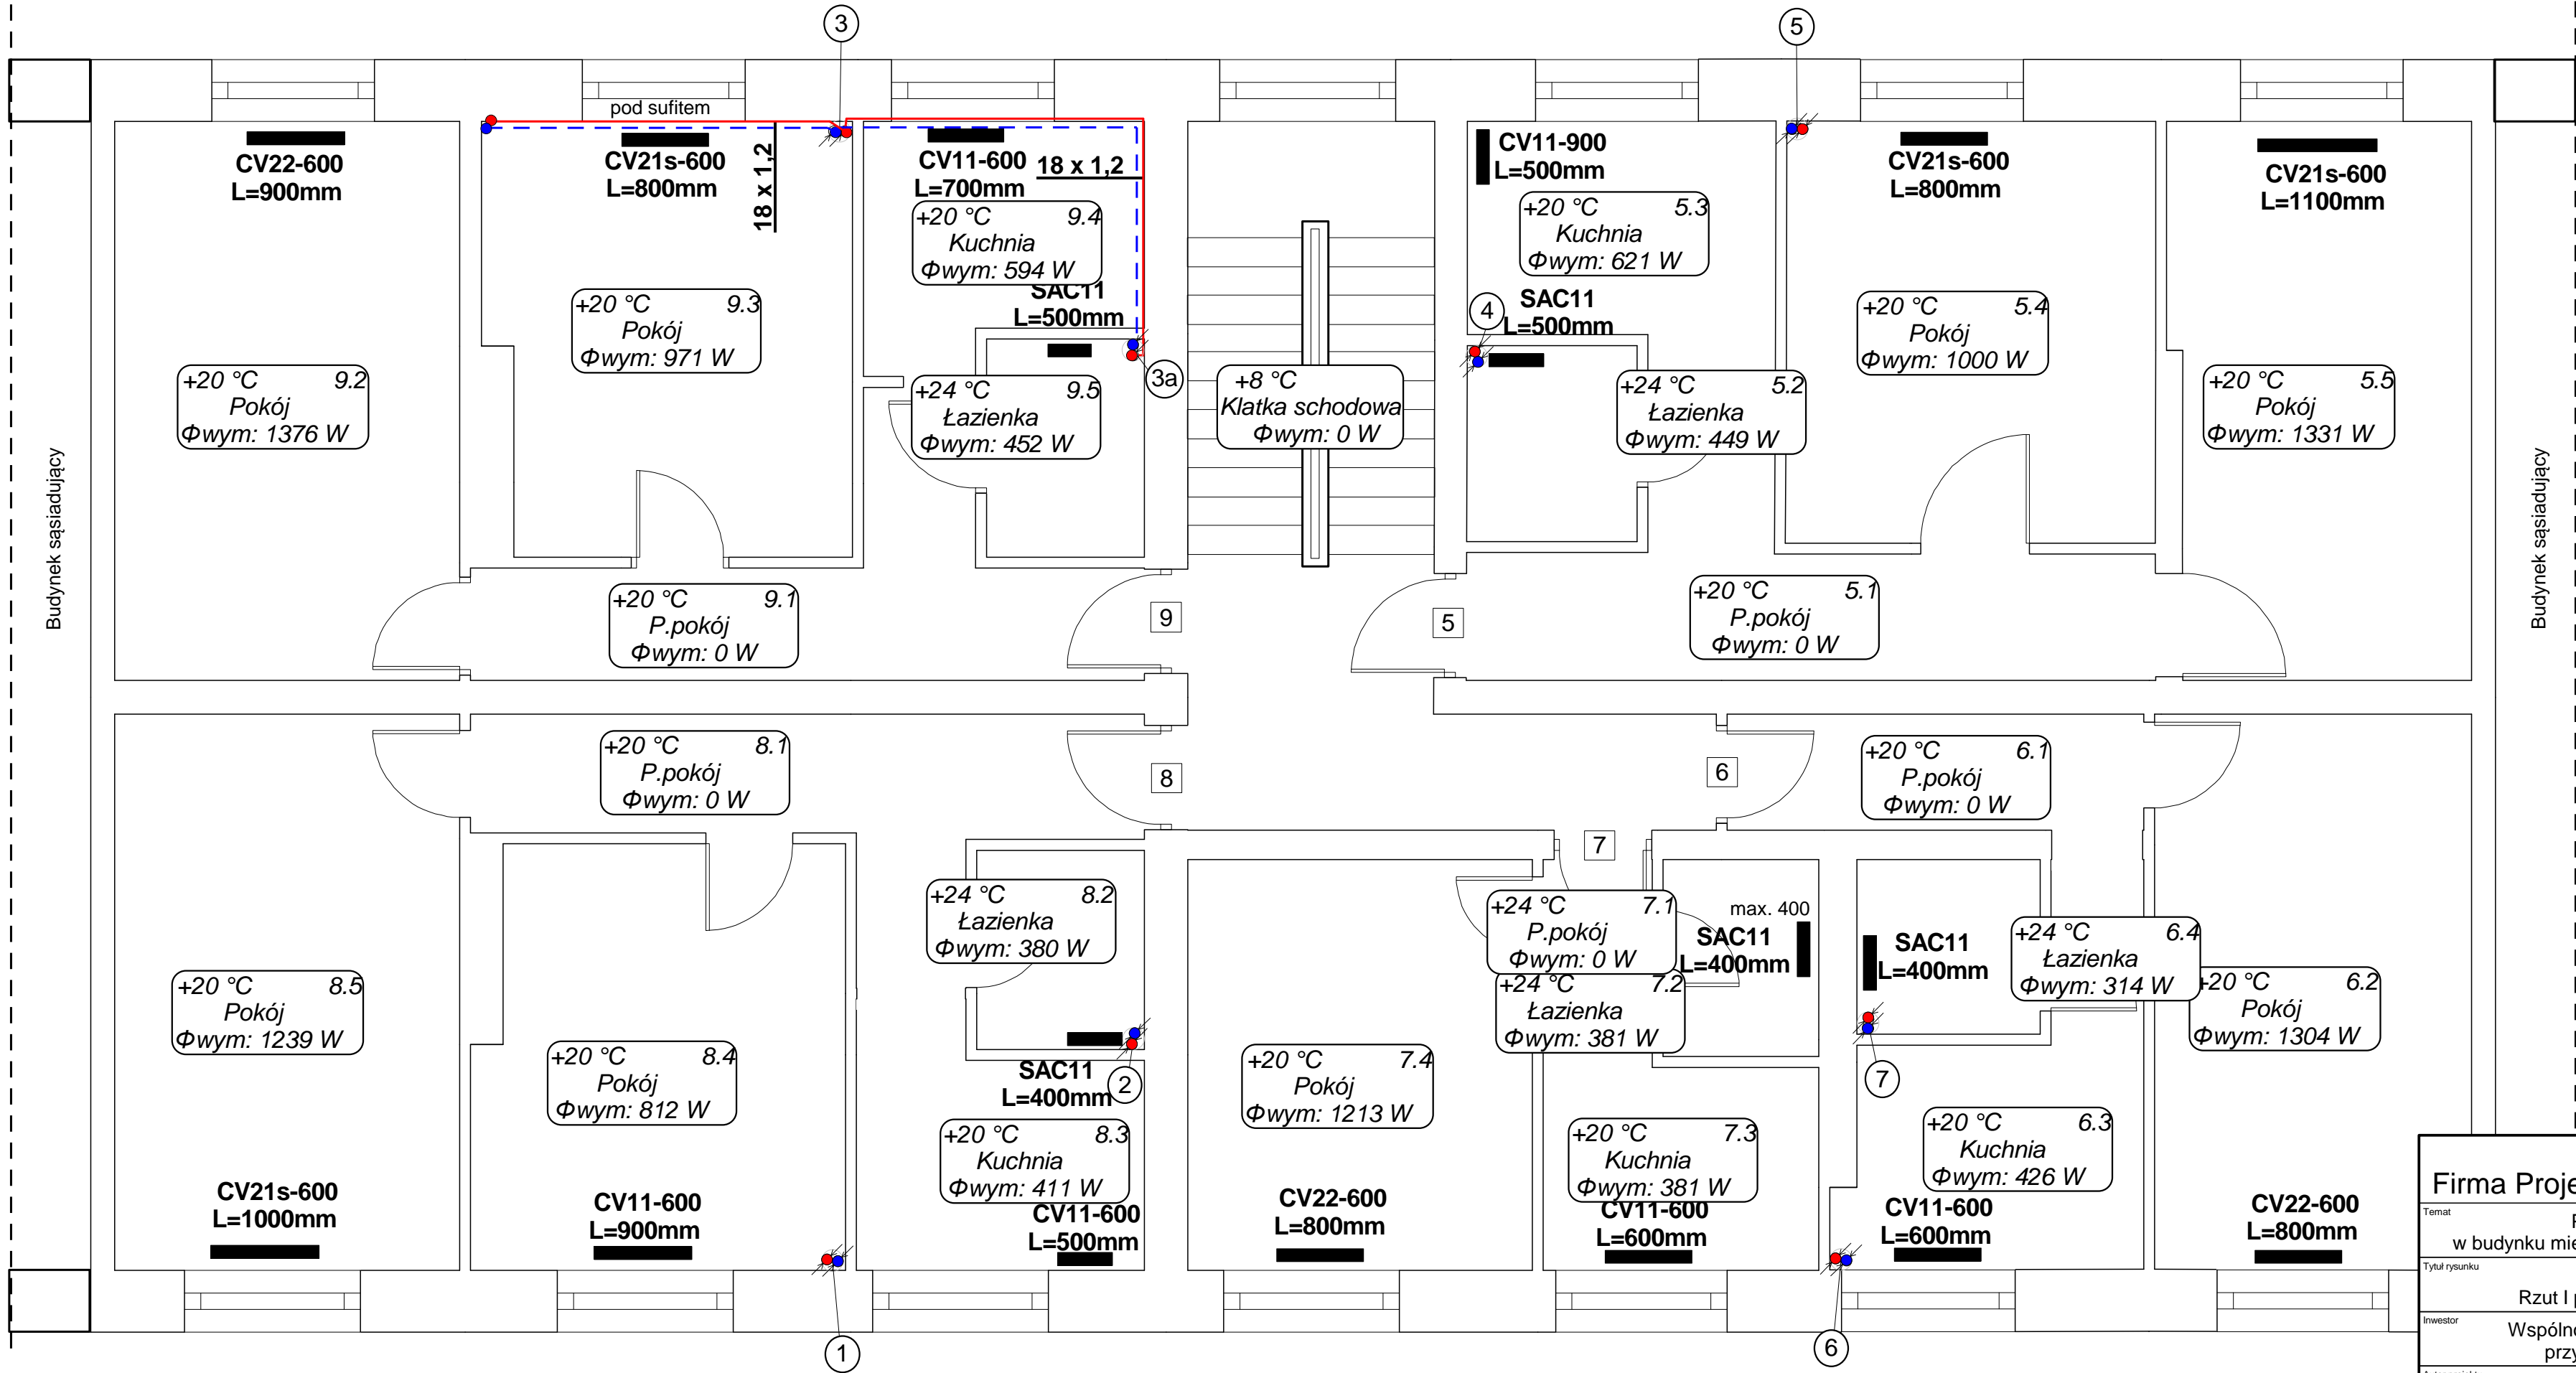 3
5
pod sufitem
CV22-600
L=900mm
CV21s-600
L=800mm
18 x 1,2
CV11-600
L=700mm
18 x 1,2
CV11-900
L=500mm
CV21s-600
L=800mm
CV21s-600
L=1100mm
+20 °C 9.4
Kuchnia
Φwym: 594 W
+20 °C 5.3
Kuchnia
Φwym: 621 W
SAC11
L=500mm
4
SAC11
L=500mm
+20 °C 9.3
Pokój
Φwym: 971 W
+20 °C 5.4
Pokój
Φwym: 1000 W
+20 °C 9.2
Pokój
Φwym: 1376 W
+24 °C 9.5
Łazienka
Φwym: 452 W
3a
+8 °C
Klatka schodowa
Φwym: 0 W
+24 °C 5.2
Łazienka
Φwym: 449 W
+20 °C 5.5
Pokój
Φwym: 1331 W
Budynek sąsiadujący
Budynek sąsiadujący
+20 °C 9.1
P.pokój
Φwym: 0 W
9
5
+20 °C 5.1
P.pokój
Φwym: 0 W
+20 °C 8.1
P.pokój
Φwym: 0 W
8
6
+20 °C 6.1
P.pokój
Φwym: 0 W
7
+24 °C 8.2
Łazienka
Φwym: 380 W
+24 °C 7.1
P.pokój
Φwym: 0 W
max. 400
SAC11
L=400mm
SAC11
L=400mm
+24 °C 6.4
Łazienka
Φwym: 314 W
+20 °C 8.5
Pokój
Φwym: 1239 W
+24 °C 7.2
Łazienka
Φwym: 381 W
+20 °C 6.2
Pokój
Φwym: 1304 W
+20 °C 8.4
Pokój
Φwym: 812 W
SAC11
L=400mm
2
+20 °C 7.4
Pokój
Φwym: 1213 W
7
+20 °C 8.3
Kuchnia
Φwym: 411 W
+20 °C 7.3
Kuchnia
Φwym: 381 W
+20 °C 6.3
Kuchnia
Φwym: 426 W
CV21s-600
L=1000mm
CV11-600
L=900mm
CV11-600
L=500mm
CV22-600
L=800mm
CV11-600
L=600mm
CV11-600
L=600mm
CV22-600
L=800mm
1
6
Firma Proje
Temat
w budynku mie
Tytuł rysunku
Rzut I
Inwestor
Wspólno
przy